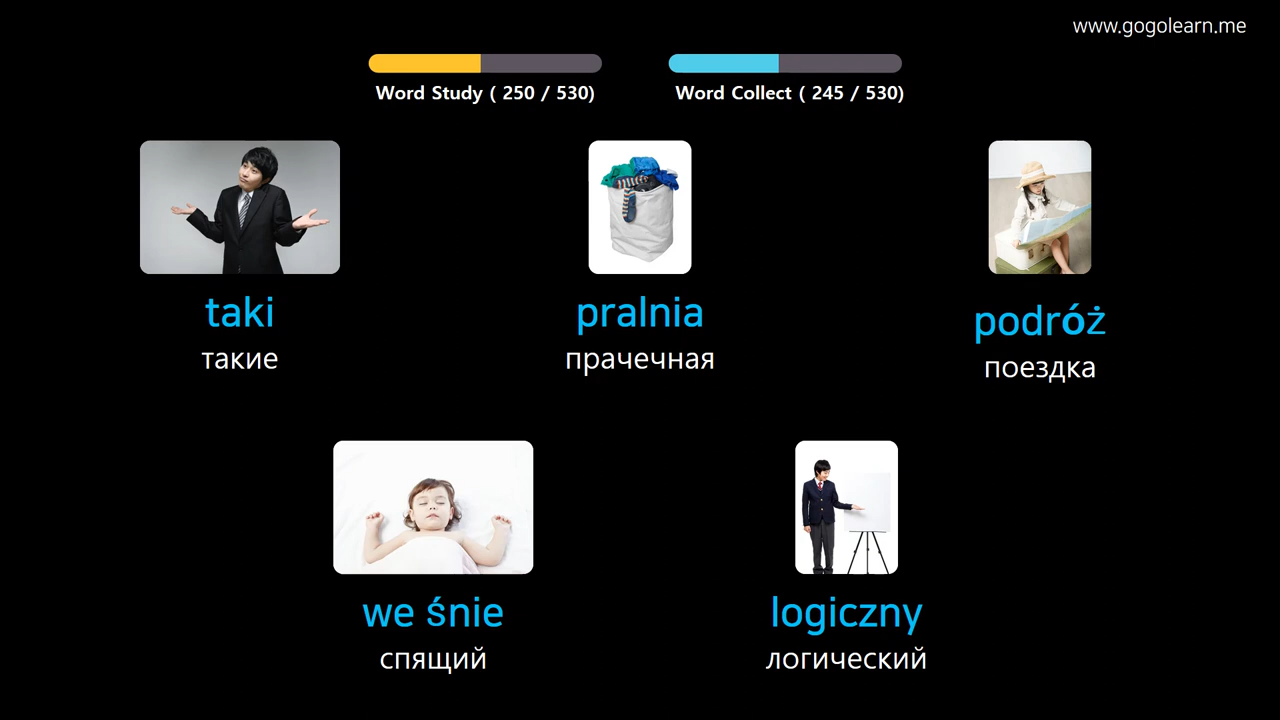 www.gogolearn.me
Word Study ( 250 / 530)
Word Collect ( 245 / 530)
taki
такие
pralnia
прачечная
podróż
поездка
we śnie
спящий
logiczny
логический